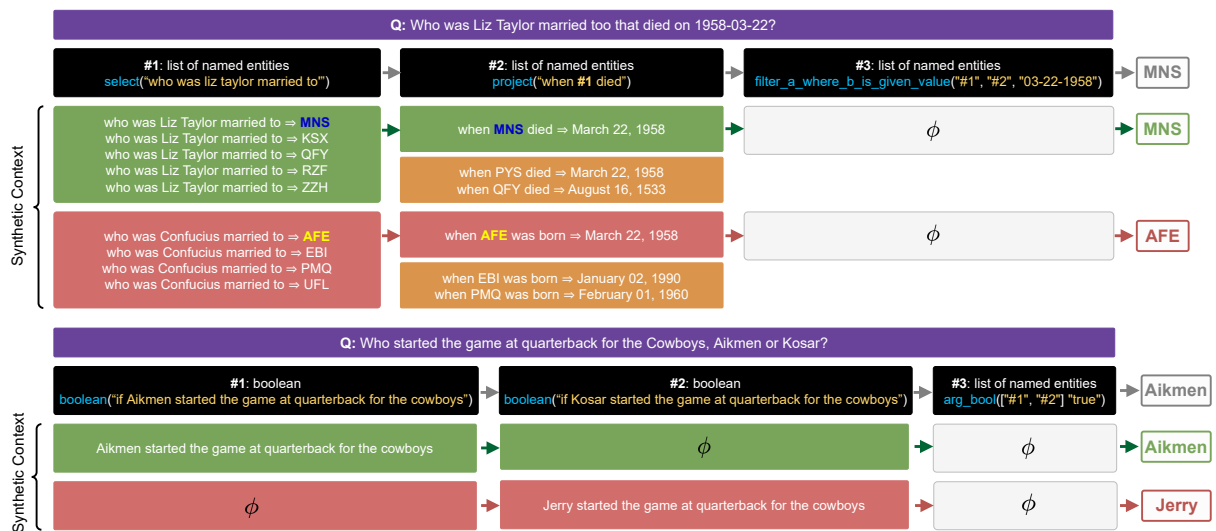 Q: Who was Liz Taylor married too that died on 1958-03-22?
#1: list of named entities
select(“who was liz taylor married to'”)
#2: list of named entities
project(“when #1 died”)
#3: list of named entities
filter_a_where_b_is_given_value("#1", "#2", "03-22-1958")
MNS
Synthetic Context
who was Liz Taylor married to ⇒ MNS
who was Liz Taylor married to ⇒ KSX
who was Liz Taylor married to ⇒ QFY
who was Liz Taylor married to ⇒ RZF
who was Liz Taylor married to ⇒ ZZH
when MNS died ⇒ March 22, 1958
ϕ
MNS
when PYS died ⇒ March 22, 1958
when QFY died ⇒ August 16, 1533
who was Confucius married to ⇒ AFE
who was Confucius married to ⇒ EBI
who was Confucius married to ⇒ PMQ
who was Confucius married to ⇒ UFL
when AFE was born ⇒ March 22, 1958
ϕ
AFE
when EBI was born ⇒ January 02, 1990
when PMQ was born ⇒ February 01, 1960
Q: Who started the game at quarterback for the Cowboys, Aikmen or Kosar?
#1: boolean
boolean(“if Aikmen started the game at quarterback for the cowboys”)
#2: boolean
boolean(“if Kosar started the game at quarterback for the cowboys”)
#3: list of named entities
arg_bool(["#1", "#2"] "true")
Aikmen
Synthetic Context
Aikmen started the game at quarterback for the cowboys
ϕ
ϕ
Aikmen
ϕ
Jerry started the game at quarterback for the cowboys
ϕ
Jerry